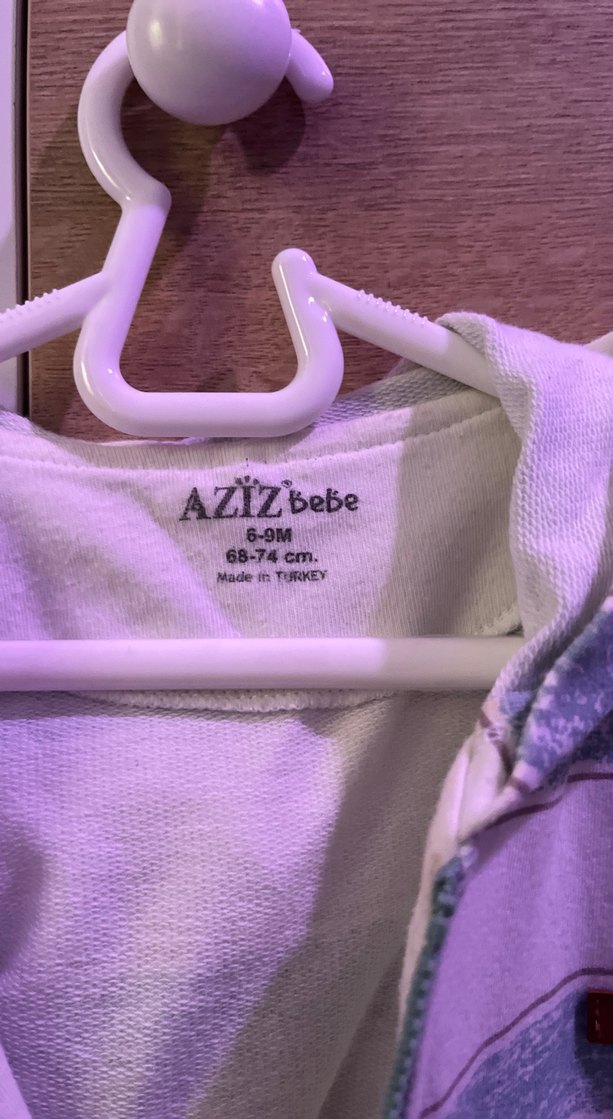 AZIZ BeBe
6-9M
68-74 cm.
Made in TURKEY